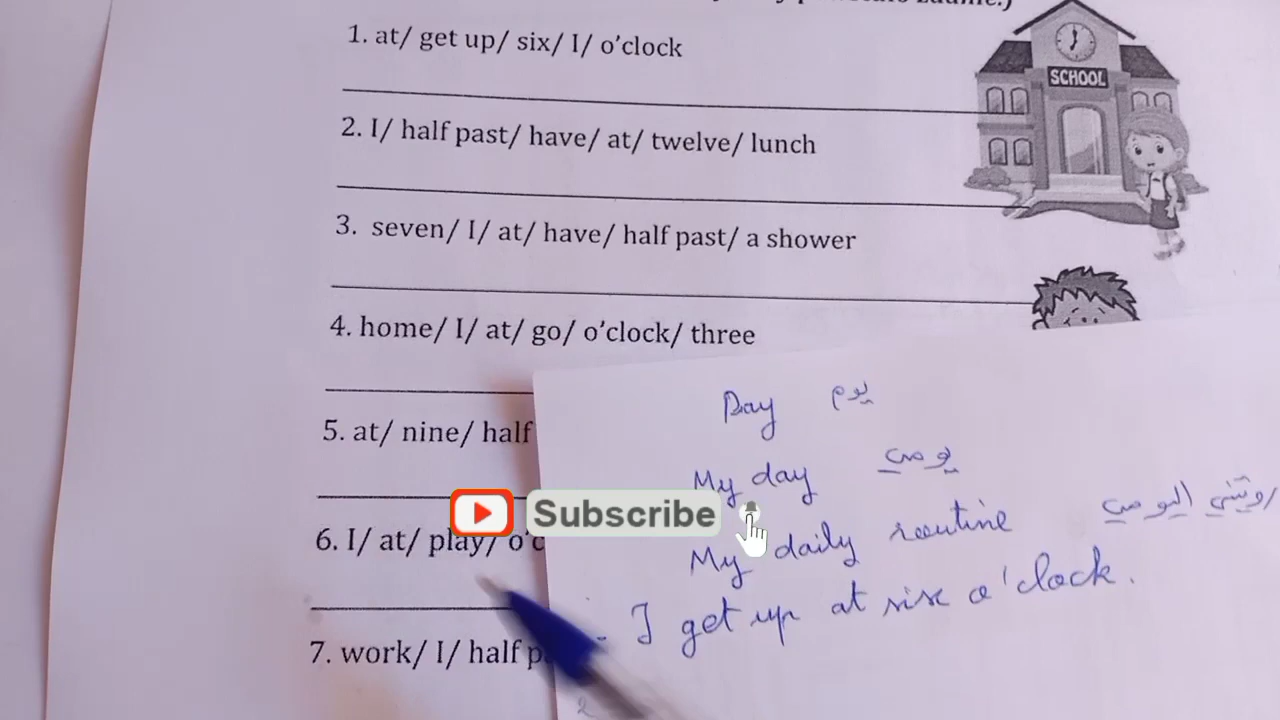 1. at/ get up/ six/ I/ o'clock
SCHOOL
2. I/ half past/ have/ at/ twelve/ lunch
3. seven/ I/ at/ have/ half past/ a shower
4. home/ I/ at/ go/ o'clock/ three
5. at/ nine/ half
6. I/ at/ play/ o'c
7. work/ I/ half p
Day يوم
My day يومي
My daily routine روتيني اليومي
- I get up at six o'clock.
2
Subscribe